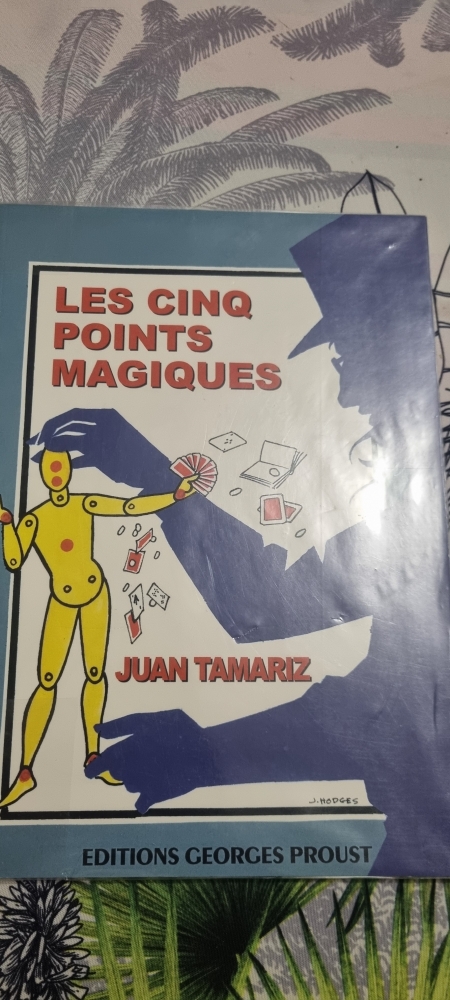 LES CINQ
POINTS
MAGIQUES
JUAN TAMARIZ
J. HODGES
EDITIONS GEORGES PROUST